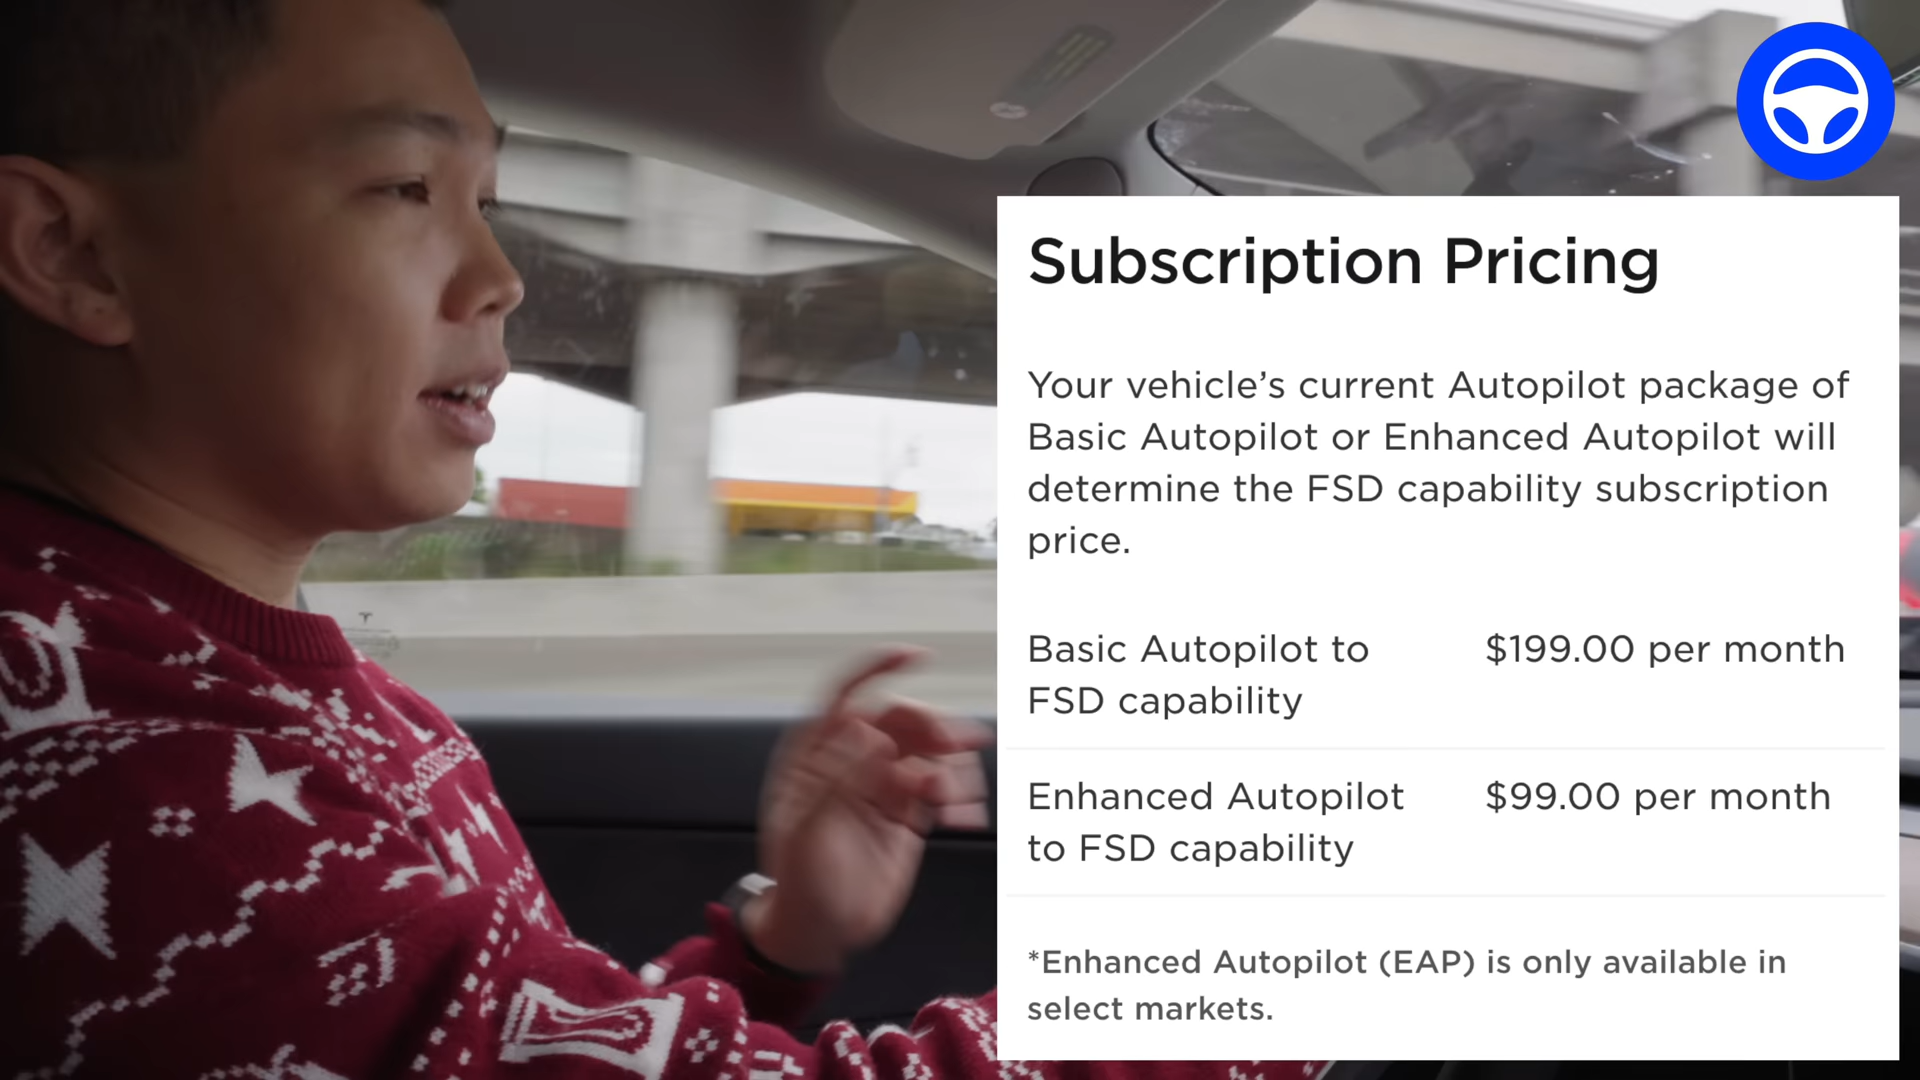 Subscription Pricing
Your vehicle’s current Autopilot package of
Basic Autopilot or Enhanced Autopilot will
determine the FSD capability subscription
price.
Basic Autopilot to
FSD capability
$199.00 per month
Enhanced Autopilot
to FSD capability
$99.00 per month
*Enhanced Autopilot (EAP) is only available in
select markets.